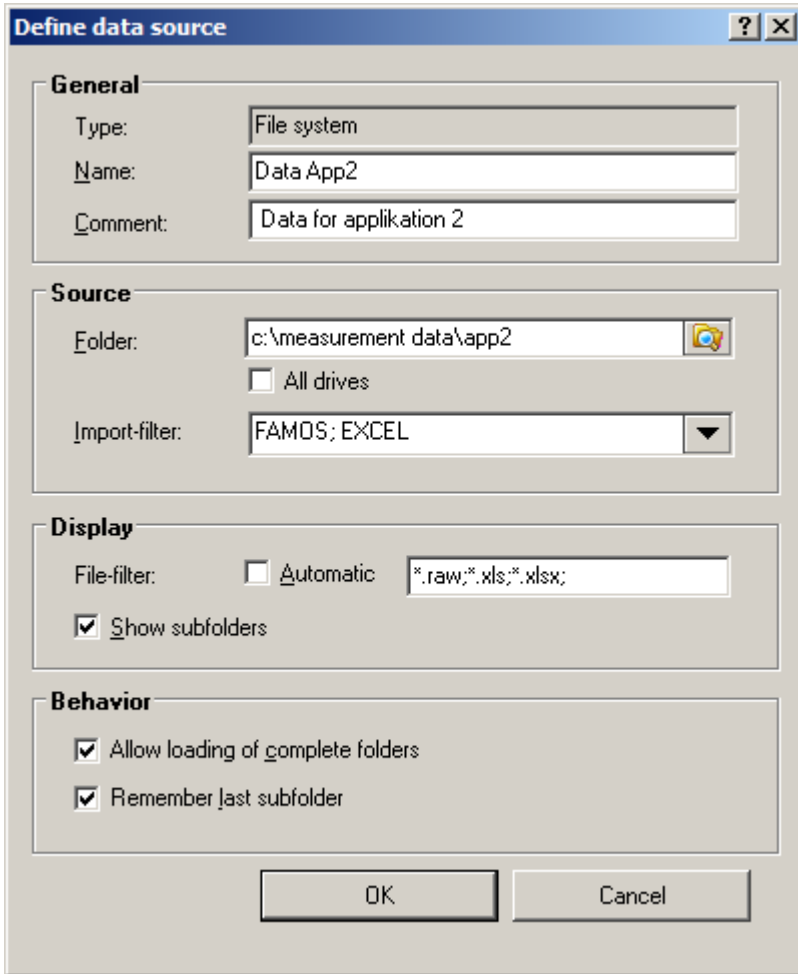 Define data source
General
Type: File system
Name: Data App2
Comment: Data for applikation 2
Source
Folder: c:\measurement data\app2
All drives
Import-filter: FAMOS; EXCEL
Display
File-filter: Automatic *.raw;*.xls;*.xlsx;
Show subfolders
Behavior
Allow loading of complete folders
Remember last subfolder
OK Cancel